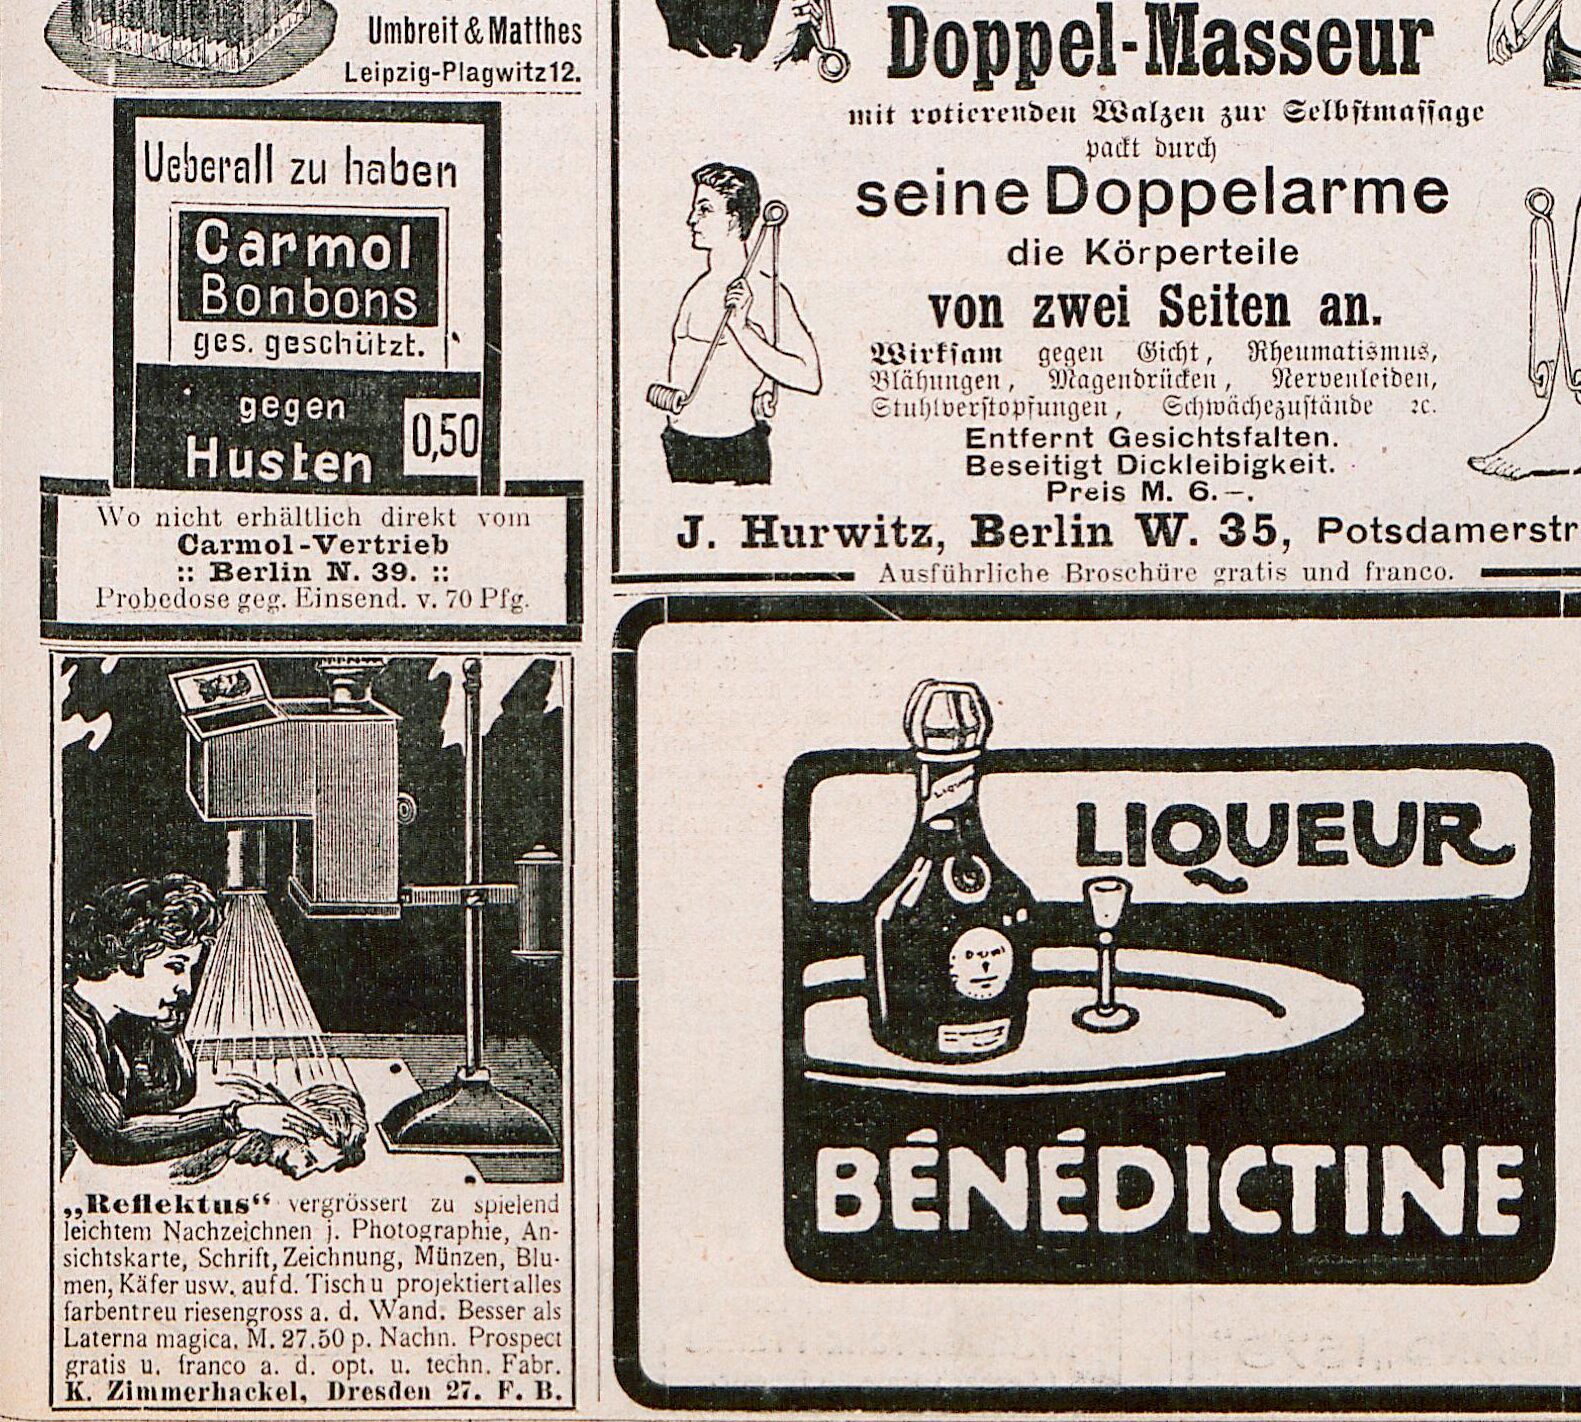 Umbreit & Matthes
Leipzig-Plagwitz 12.
Ueberall zu haben
Carmol
Bonbons
ges. geschützt.
gegen
Husten
0,50
Wo nicht erhältlich direkt vom
Carmol-Vertrieb
:: Berlin N. 39. ::
Probedose geg. Einsend. v. 70 Pfg.
„Reflektus“ vergrössert zu spielend
leichtem Nachzeichnen j. Photographie, An-
sichtskarte, Schrift, Zeichnung, Münzen, Blu-
men, Käfer usw. auf d. Tisch u projektiert alles
farbentreu riesengross a. d. Wand. Besser als
Laterna magica. M. 27.50 p. Nachn. Prospect
gratis u. franco a. d. opt. u. techn. Fabr.
K. Zimmerhackel, Dresden 27. F. B.
Doppel-Masseur
mit rotierenden Walzen zur Selbstmassage
packt durch
seine Doppelarme
die Körperteile
von zwei Seiten an.
Wirksam gegen Gicht, Rheumatismus,
Blähungen, Magendrücken, Nervenleiden,
Stuhlverstopfungen, Schwächezustände ꝛc.
Entfernt Gesichtsfalten.
Beseitigt Dickleibigkeit.
Preis M. 6.—.
J. Hurwitz, Berlin W. 35, Potsdamerstr
Ausführliche Broschüre gratis und franco.
LIQUEUR
BÉNÉDICTINE